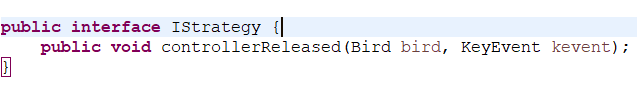 public interface IStrategy {
    public void controllerReleased(Bird bird, KeyEvent kevent);
}